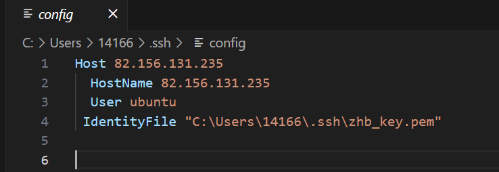 config
C: > Users > 14166 > .ssh > config
1 Host 82.156.131.235
2 HostName 82.156.131.235
3 User ubuntu
4 IdentityFile "C:\Users\14166\.ssh\zhb_key.pem"
5
6